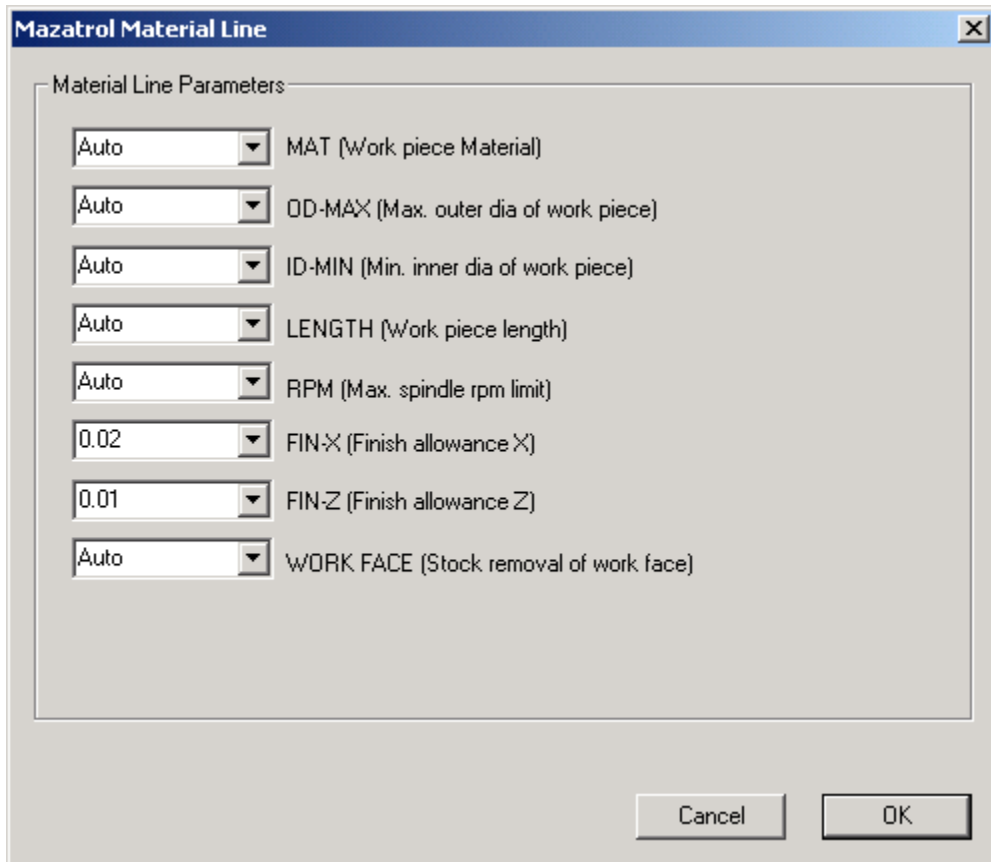 Mazatrol Material Line
Material Line Parameters
Auto MAT (Work piece Material)
Auto OD-MAX (Max. outer dia of work piece)
Auto ID-MIN (Min. inner dia of work piece)
Auto LENGTH (Work piece length)
Auto RPM (Max. spindle rpm limit)
0.02 FIN-X (Finish allowance X)
0.01 FIN-Z (Finish allowance Z)
Auto WORK FACE (Stock removal of work face)
Cancel OK